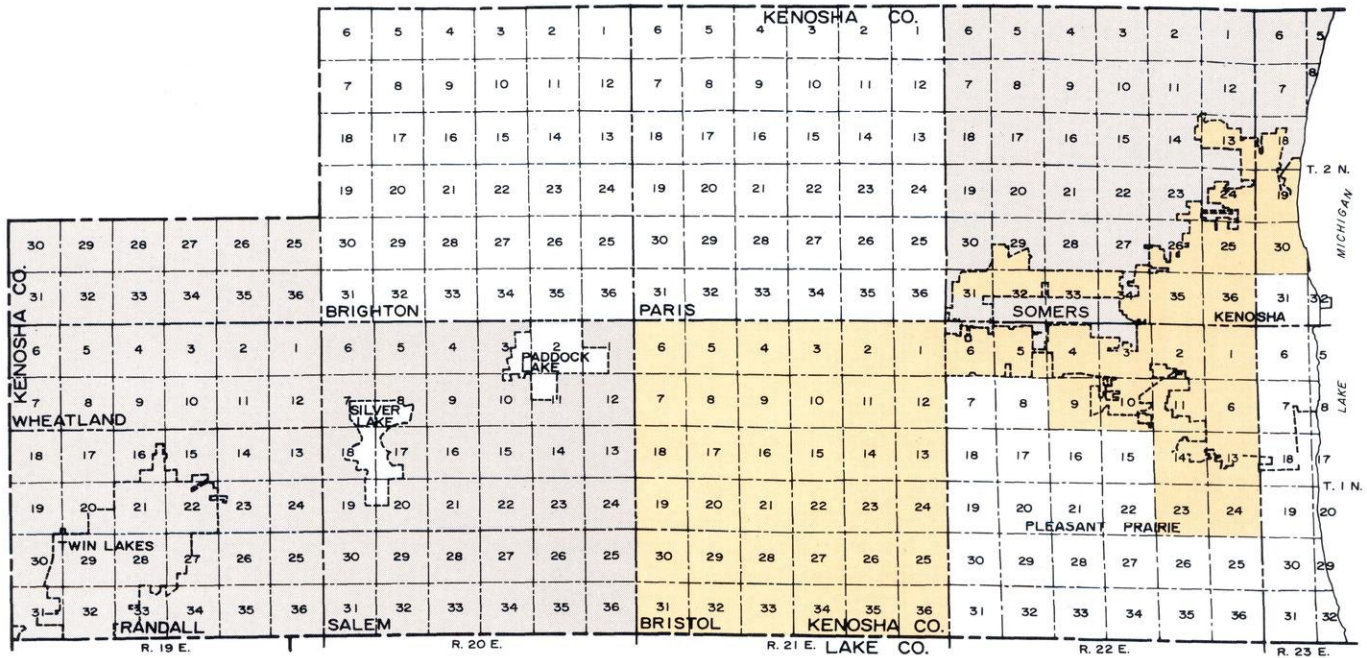 KENOSHA CO.
6 5 4 3 2 1 6 5 4 3 2 1 6 5 4 3 2 1 6 5
7 8 9 10 11 12 7 8 9 10 11 12 7 8 9 10 11 12 7 8
18 17 16 15 14 13 18 17 16 15 14 13 18 17 16 15 14 13 18
T. 2 N.
19 20 21 22 23 24 19 20 21 22 23 24 19 20 21 22 23 24 19
MICHIGAN
30 29 28 27 26 25 30 29 28 27 26 25 30 29 28 27 26 25 30 29 28 27 26 25 30
KENOSHA CO.
31 32 33 34 35 36 31 32 33 34 35 36 31 32 33 34 35 36 31 32 33 34 35 36 31 32
BRIGHTON PARIS SOMERS KENOSHA
6 5 4 3 2 1 6 5 4 3 2 1 6 5 4 3 2 1 6 5 4 3 2 1 6 5
PADDOCK
LAKE
7 8 9 10 11 12 7 8 9 10 11 12 7 8 9 10 11 12 7 8 9 10 11 6 7 8
LAKE
WHEATLAND
SILVER
LAKE
18 17 16 15 14 13 18 17 16 15 14 13 18 17 16 15 14 13 18 17 16 15 14 13 18 17
T. 1 N.
19 20 21 22 23 24 19 20 21 22 23 24 19 20 21 22 23 24 19 20 21 22 23 24 19 20
PLEASANT PRAIRIE
TWIN LAKES
30 29 28 27 26 25 30 29 28 27 26 25 30 29 28 27 26 25 30 29 28 27 26 25 30 29
31 32 33 34 35 36 31 32 33 34 35 36 31 32 33 34 35 36 31 32 33 34 35 36 31 32
RANDALL SALEM BRISTOL KENOSHA CO.
R. 19 E. R. 20 E. R. 21 E. LAKE CO. R. 22 E. R. 23 E.